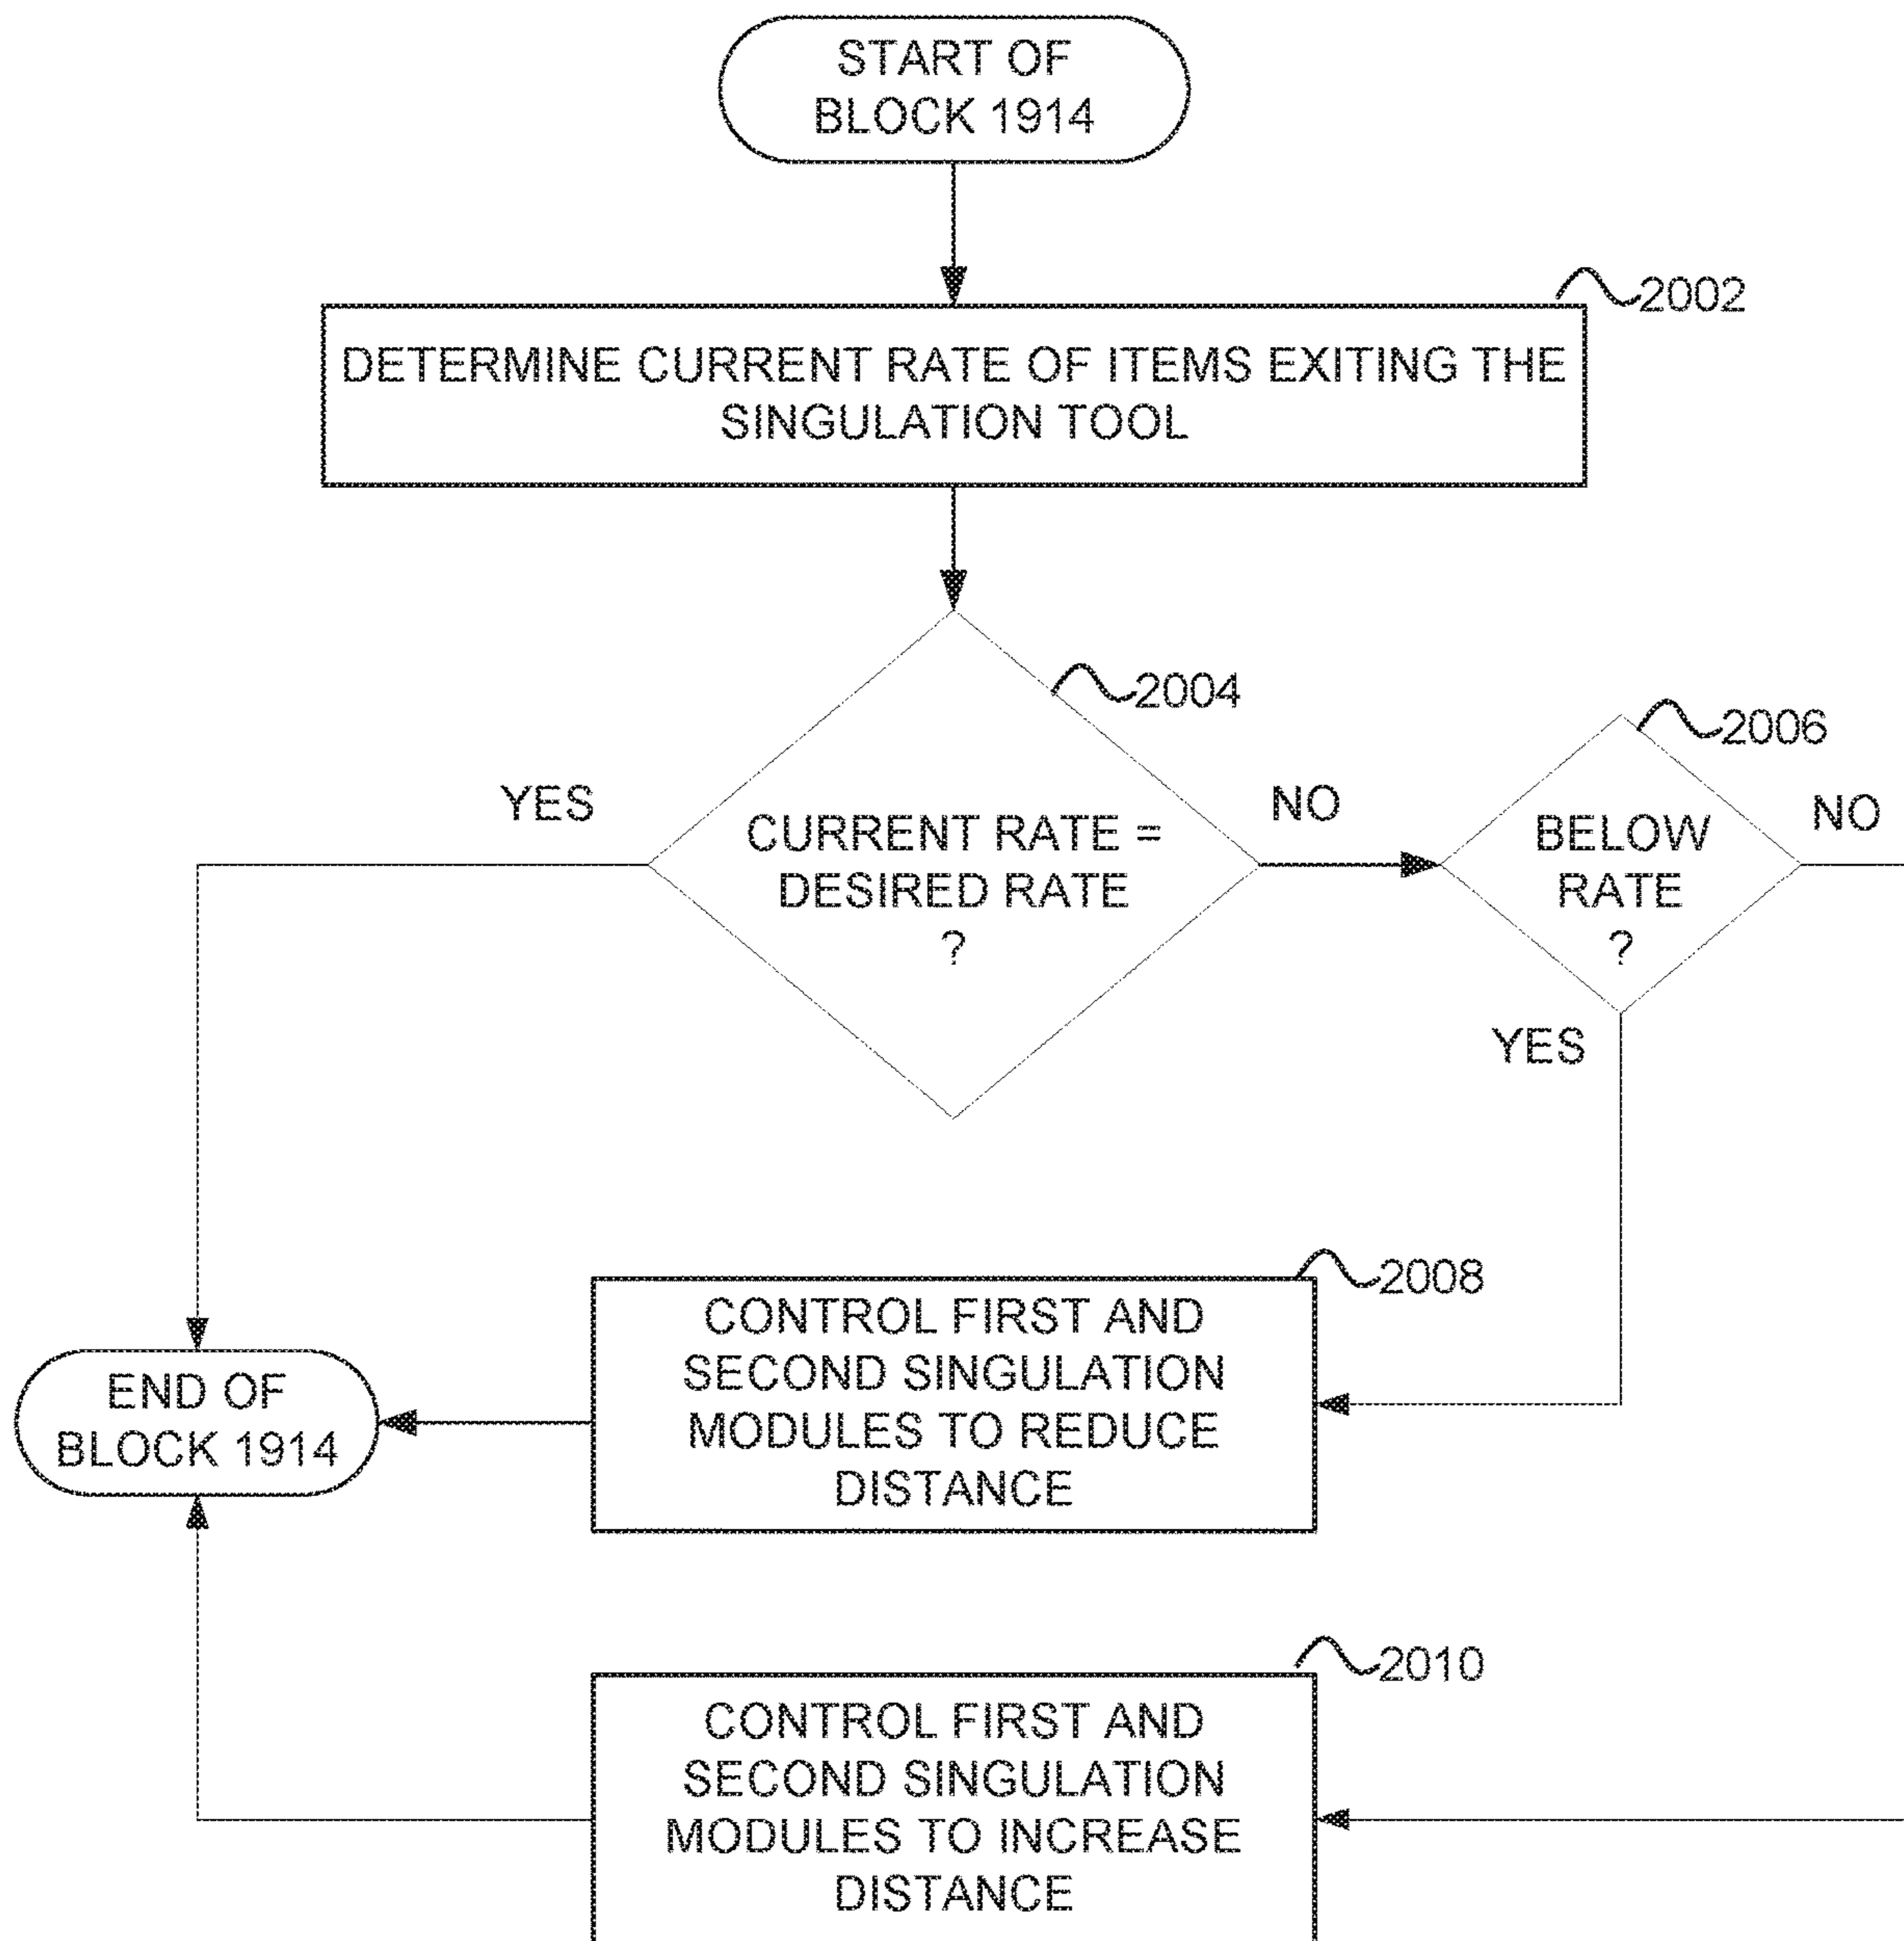 START OF
BLOCK 1914
2002
DETERMINE CURRENT RATE OF ITEMS EXITING THE
SINGULATION TOOL
2004
2006
YES
CURRENT RATE =
DESIRED RATE
?
NO
BELOW
RATE
?
NO
YES
2008
CONTROL FIRST AND
SECOND SINGULATION
MODULES TO REDUCE
DISTANCE
END OF
BLOCK 1914
2010
CONTROL FIRST AND
SECOND SINGULATION
MODULES TO INCREASE
DISTANCE